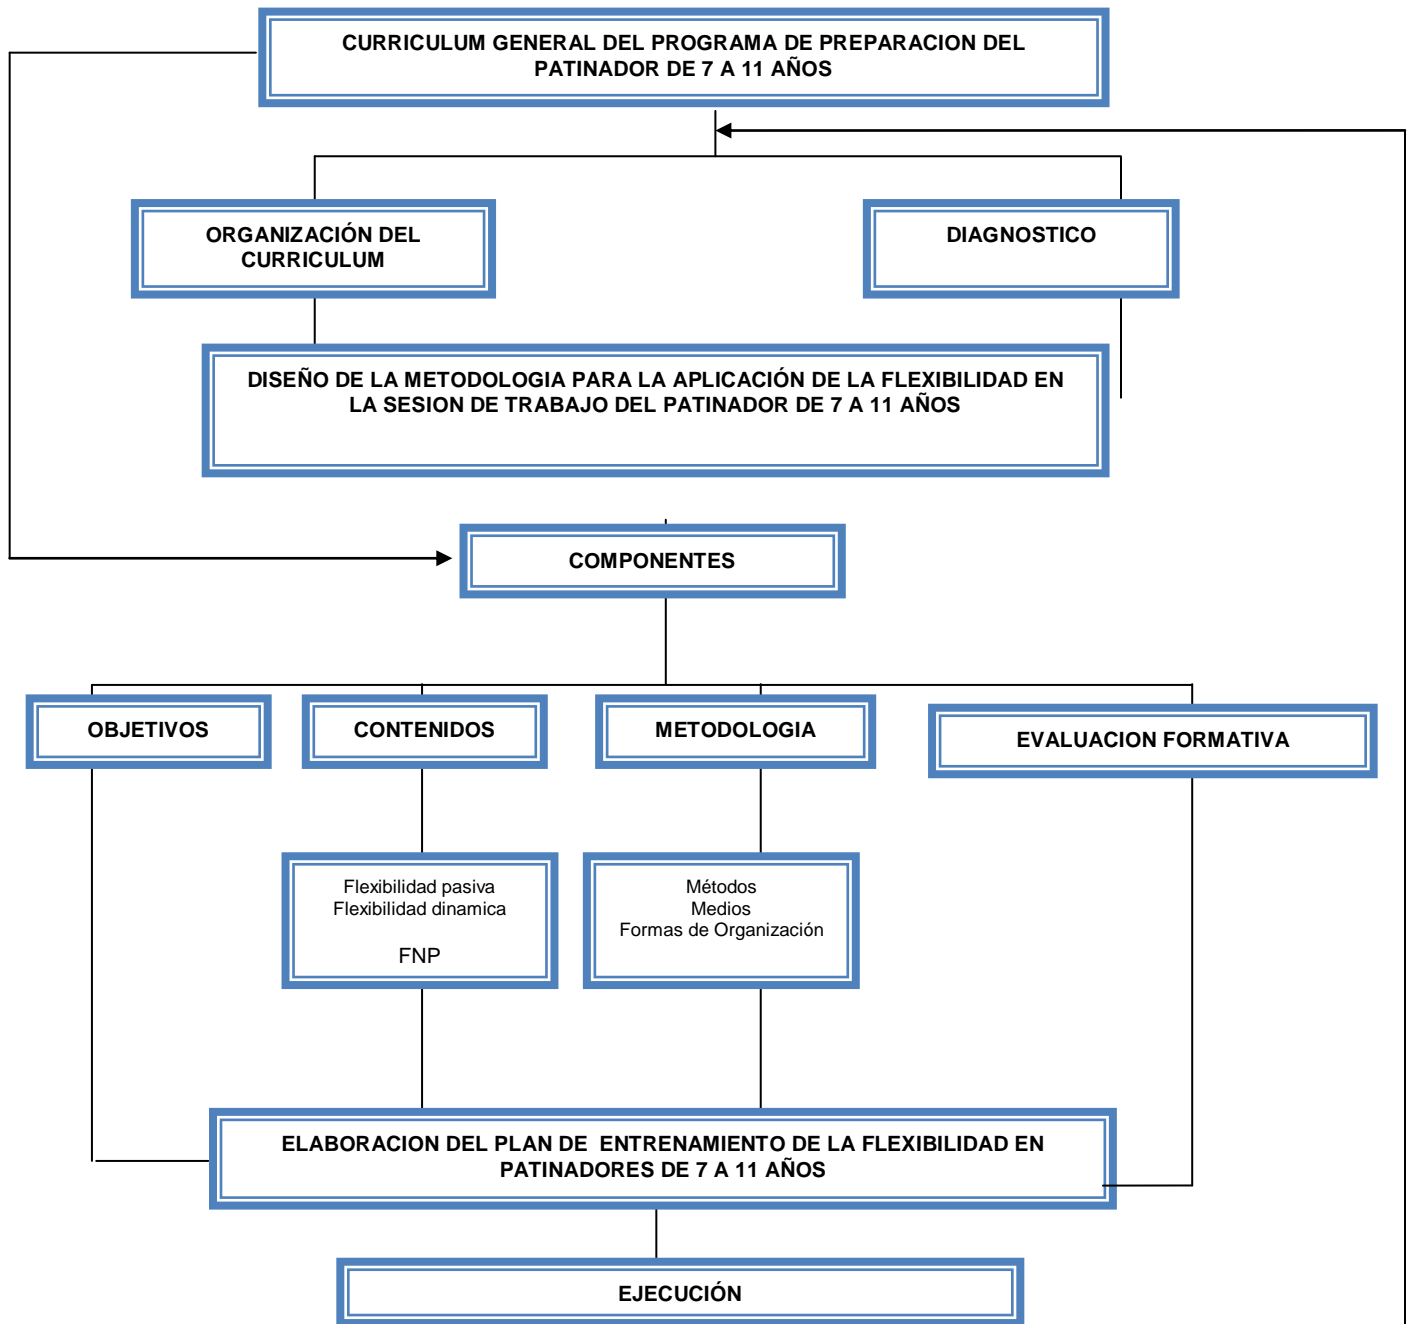 CURRICULUM GENERAL DEL PROGRAMA DE PREPARACION DEL
PATINADOR DE 7 A 11 AÑOS
ORGANIZACIÓN DEL
CURRICULUM
DIAGNOSTICO
DISEÑO DE LA METODOLOGIA PARA LA APLICACIÓN DE LA FLEXIBILIDAD EN
LA SESION DE TRABAJO DEL PATINADOR DE 7 A 11 AÑOS
COMPONENTES
OBJETIVOS
CONTENIDOS
METODOLOGIA
EVALUACION FORMATIVA
Flexibilidad pasiva
Flexibilidad dinamica
FNP
Métodos
Medios
Formas de Organización
ELABORACION DEL PLAN DE ENTRENAMIENTO DE LA FLEXIBILIDAD EN
PATINADORES DE 7 A 11 AÑOS
EJECUCIÓN